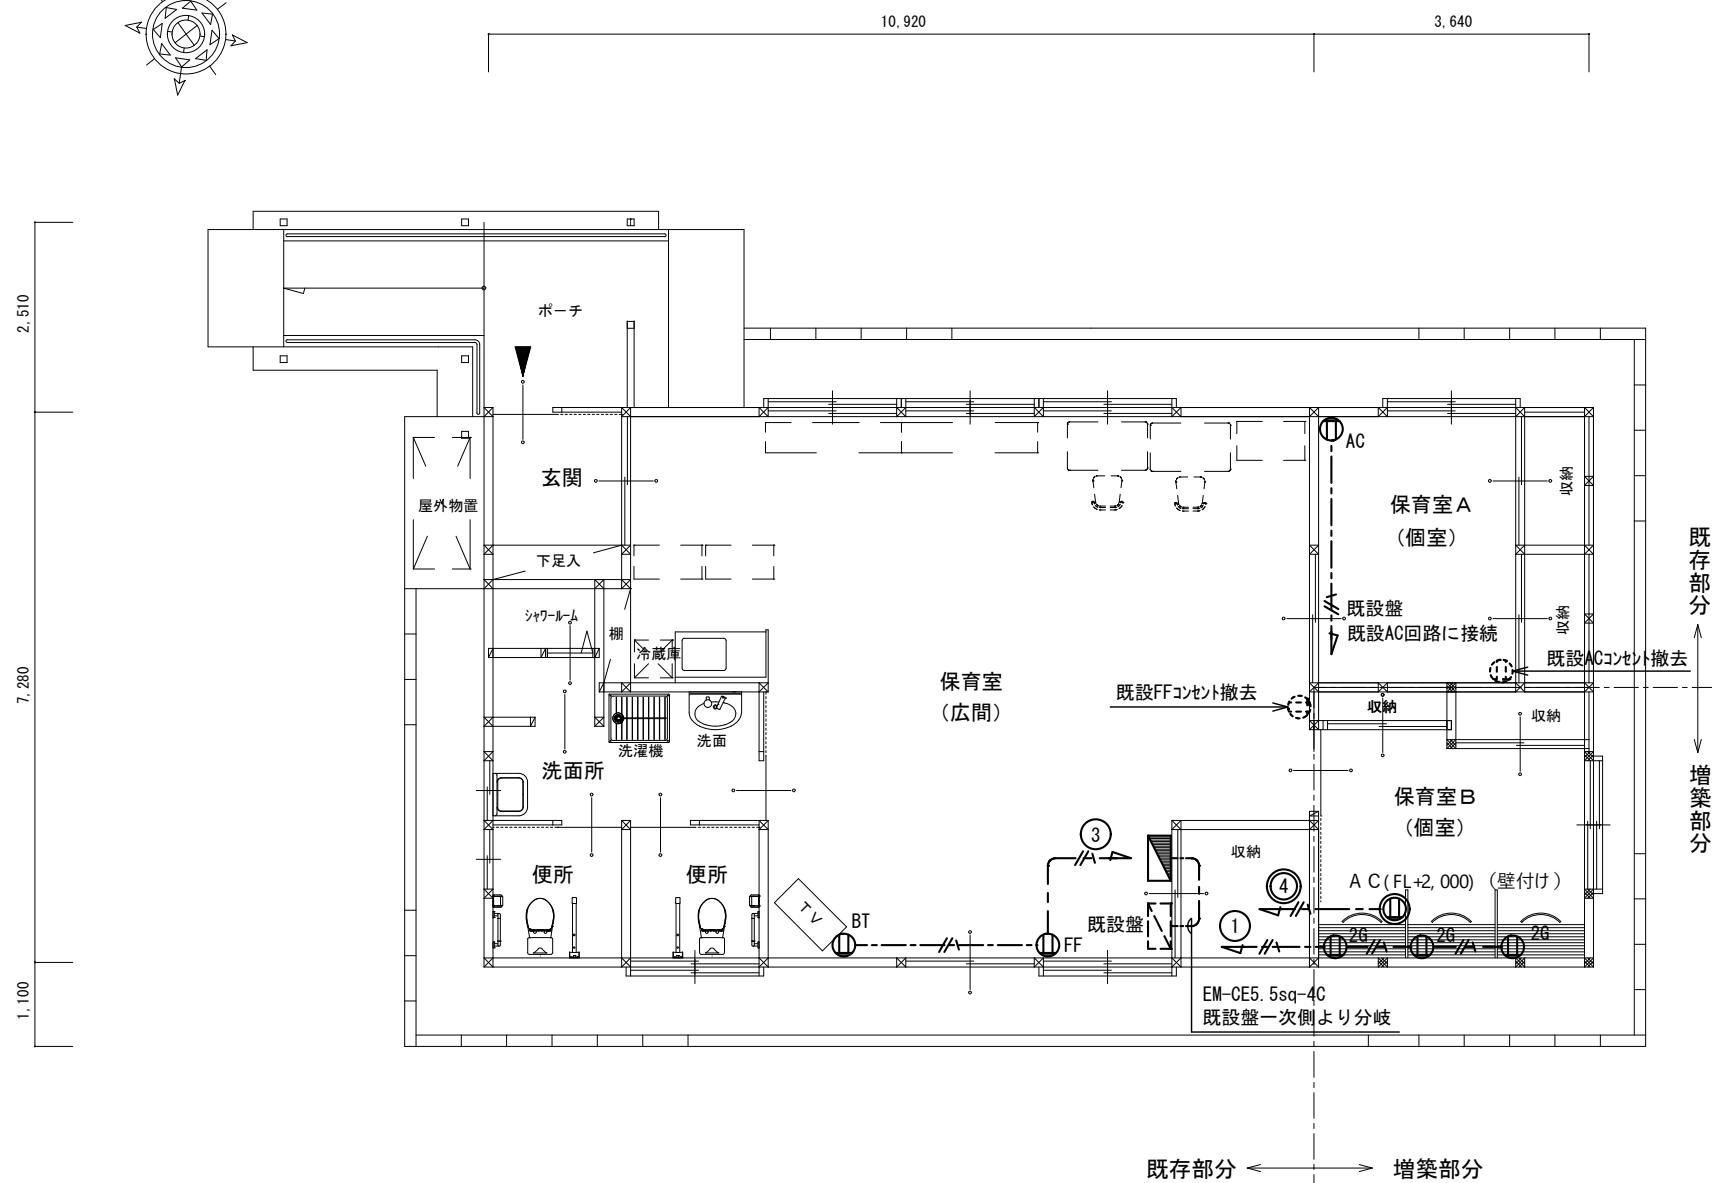 10,920
3,640
2,510
7,280
1,100
ポーチ
玄関
屋外物置
下足入
シャワールーム
棚
冷蔵庫
洗濯機
洗面
洗面所
便所
便所
TV
BT
FF
保育室
(広間)
AC
保育室A
(個室)
収納
収納
既設盤
既設AC回路に接続
既設ACコンセント撤去
既設FFコンセント撤去
収納
収納
保育室B
(個室)
収納
AC(FL+2,000)(壁付け)
3
4
1
既設盤
2G
2G
2G
EM-CE5.5sq-4C
既設盤一次側より分岐
既存部分
増築部分
既存部分
増築部分